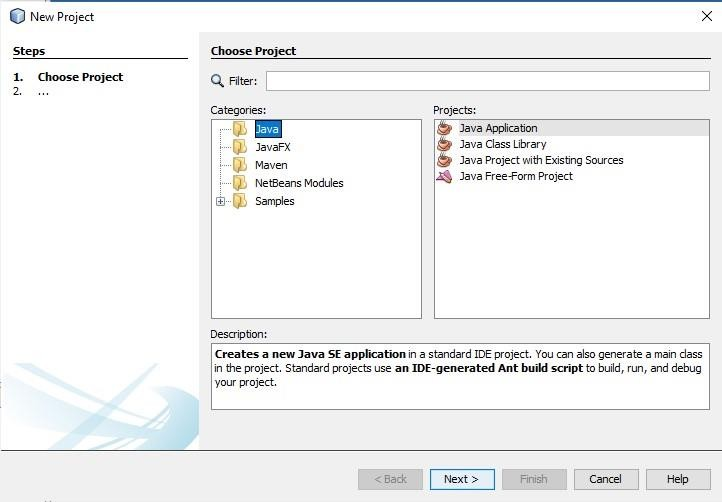 New Project
Steps
1. Choose Project
2. ...
Choose Project
Filter:
Categories:
Java
JavaFX
Maven
NetBeans Modules
Samples
Projects:
Java Application
Java Class Library
Java Project with Existing Sources
Java Free-Form Project
Description:
Creates a new Java SE application in a standard IDE project. You can also generate a main class
in the project. Standard projects use an IDE-generated Ant build script to build, run, and debug
your project.
< Back
Next >
Finish
Cancel
Help